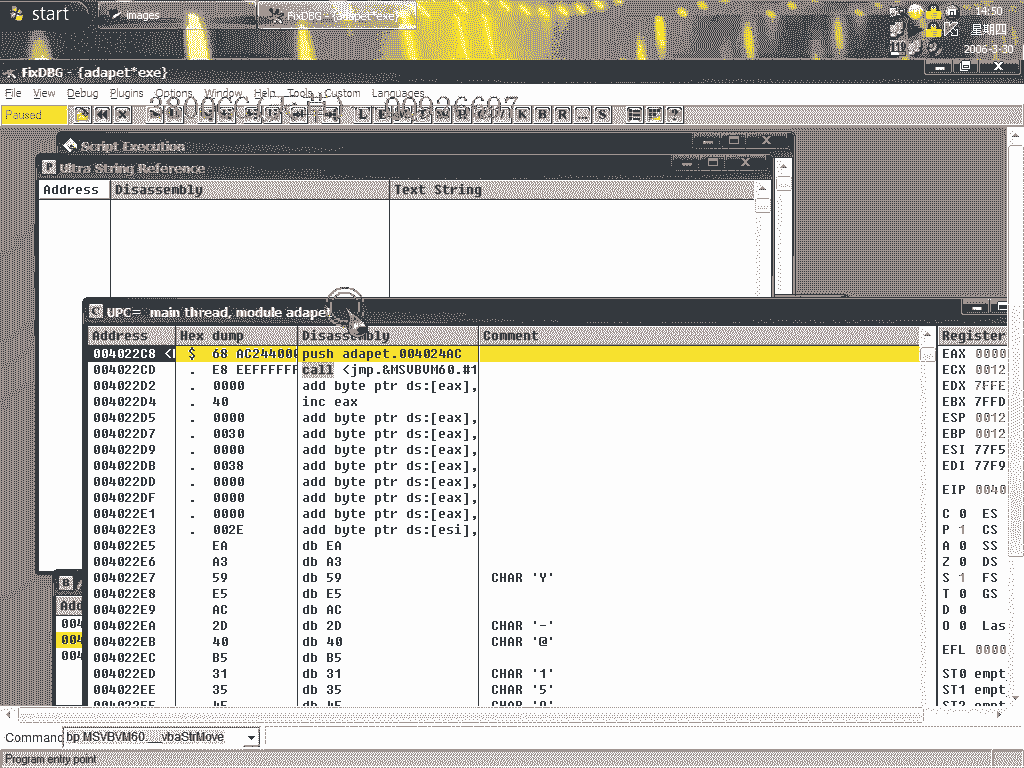 start
images
FixDBG - {adapet*exe}
14:50
星期四
2006-3-30
FixDBG - {adapet*exe}
File View Debug Plugins Options Window Help Tools Custom Languages
Paused
K B R ... S ?
Script Execution
P Ultra String Reference
Address Disassembly Text String
C UPC= main thread, module adapet
Address Hex dump Disassembly Comment Register
004022C8 $ 68 AC244000 push adapet.004024AC EAX 0000
004022CD . E8 EEFFFFFF call <jmp.&MSVBVM60.#1 ECX 0012
004022D2 . 0000 add byte ptr ds:[eax], EDX 7FFE
004022D4 . 40 inc eax EBX 7FFD
004022D5 . 0000 add byte ptr ds:[eax], ESP 0012
004022D7 . 0030 add byte ptr ds:[eax], EBP 0012
004022D9 . 0000 add byte ptr ds:[eax], ESI 77F5
004022DB . 0038 add byte ptr ds:[eax], EDI 77F9
004022DD . 0000 add byte ptr ds:[eax],
004022DF . 0000 add byte ptr ds:[eax], EIP 0040
004022E1 . 0000 add byte ptr ds:[eax],
004022E3 . 002E add byte ptr ds:[esi], C 0 ES
004022E5 EA db EA P 1 CS
004022E6 A3 db A3 A 0 SS
004022E7 59 db 59 CHAR 'Y' Z 0 DS
004022E8 E5 db E5 S 1 FS
004022E9 AC db AC T 0 GS
004022EA 2D db 2D CHAR '-' D 0
004022EB 40 db 40 CHAR '@' O 0 Las
004022EC B5 db B5 EFL 0000
004022ED 31 db 31 CHAR '1' ST0 empt
004022EE 35 db 35 CHAR '5' ST1 empt
B
Add
004
004
004
Command bp MSVBVM60.__vbaStrMove
Program entry point